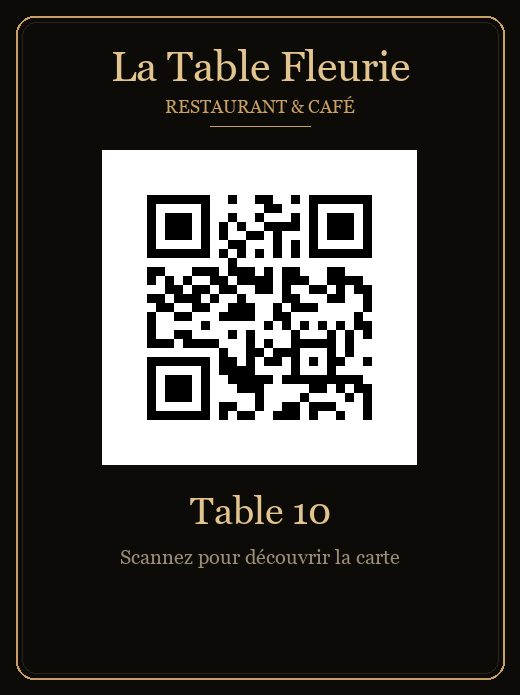 La Table Fleurie
RESTAURANT & CAFÉ
Table 10
Scannez pour découvrir la carte